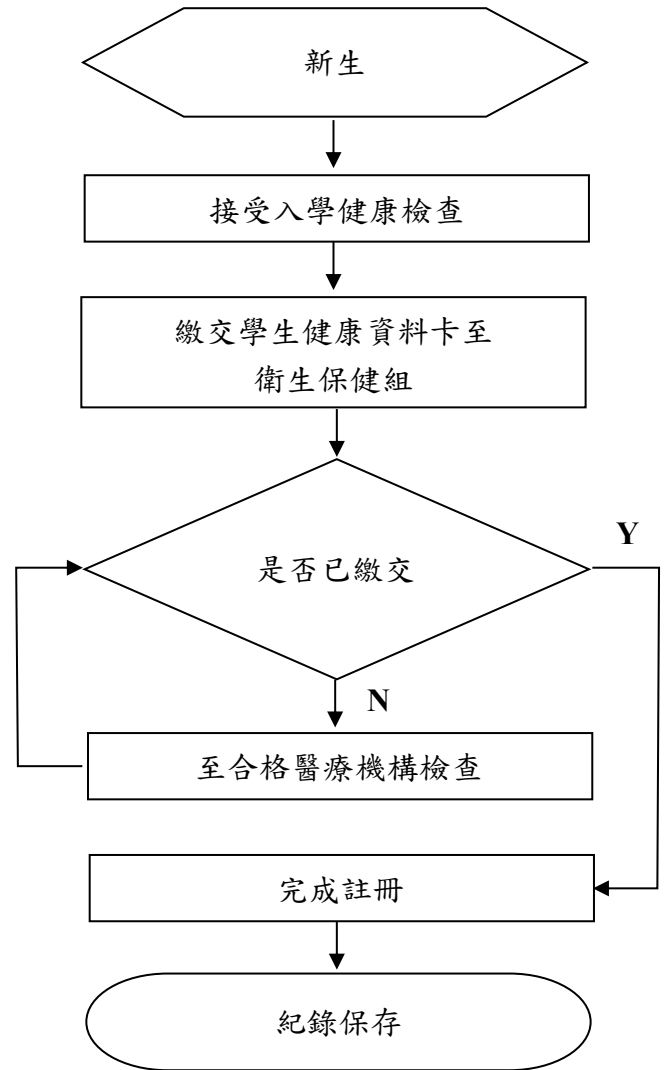 新生
接受入學健康檢查
繳交學生健康資料卡至
衛生保健組
Y
是否已繳交
N
至合格醫療機構檢查
完成註冊
紀錄保存